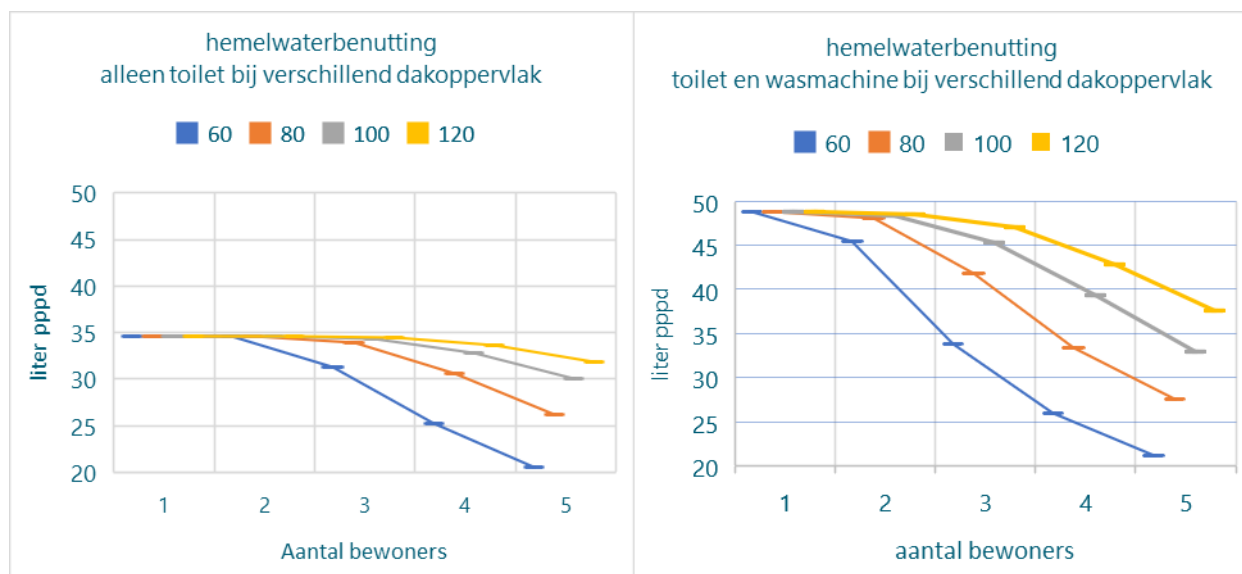 hemelwaterbenutting
alleen toilet bij verschillend dakoppervlak
60 80 100 120
50
45
40
35
30
25
20
liter pppd
1 2 3 4 5
Aantal bewoners
hemelwaterbenutting
toilet en wasmachine bij verschillend dakoppervlak
60 80 100 120
50
45
40
35
30
25
20
liter pppd
1 2 3 4 5
aantal bewoners